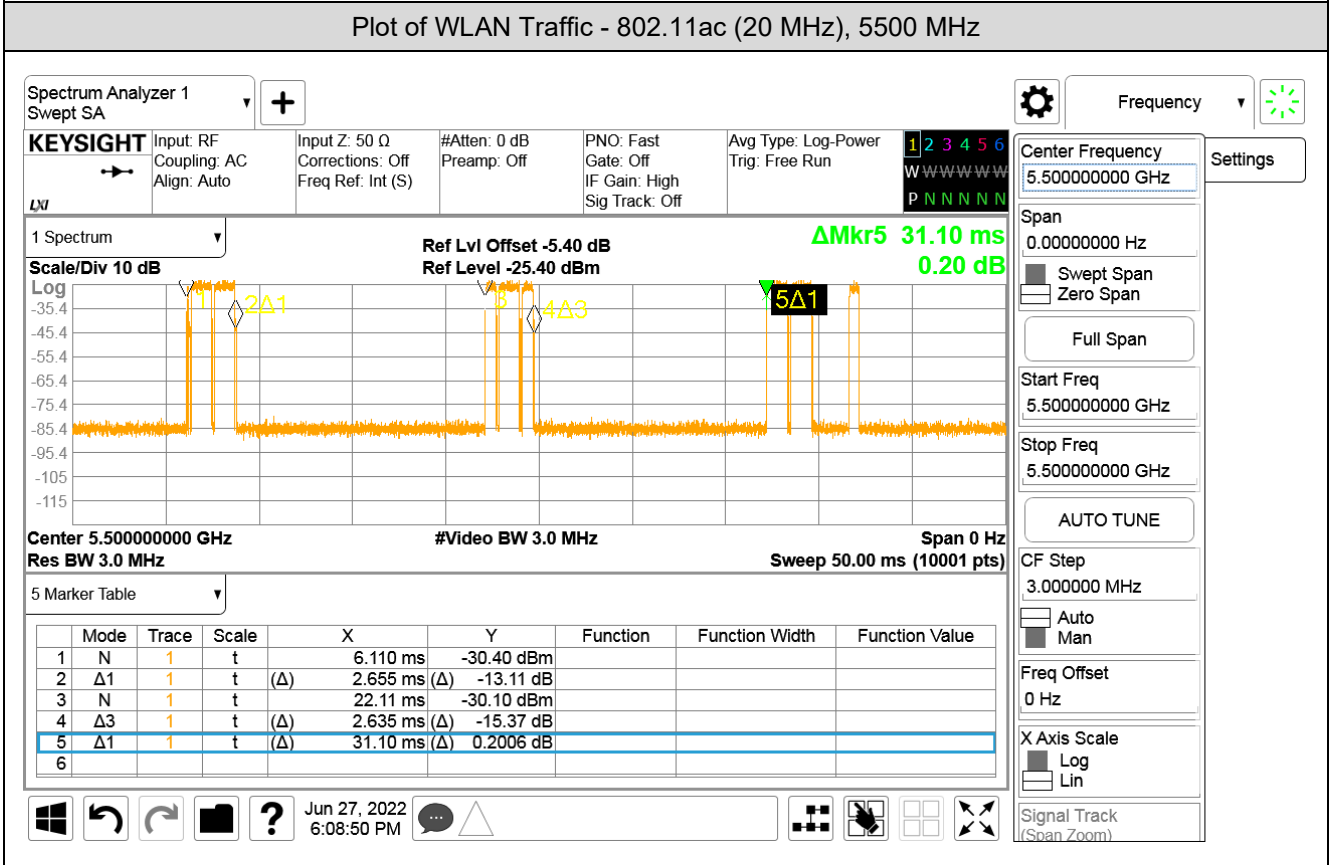 Plot of WLAN Traffic - 802.11ac (20 MHz), 5500 MHz
Spectrum Analyzer 1
Swept SA
Frequency
KEYSIGHT
LXI
Input: RF
Coupling: AC
Align: Auto
Input Z: 50 Ω
Corrections: Off
Freq Ref: Int (S)
#Atten: 0 dB
Preamp: Off
PNO: Fast
Gate: Off
IF Gain: High
Sig Track: Off
Avg Type: Log-Power
Trig: Free Run
1 2 3 4 5 6
W W W W W W
P N N N N N
1 Spectrum
Scale/Div 10 dB
Ref Lvl Offset -5.40 dB
Ref Level -25.40 dBm
ΔMkr5 31.10 ms
0.20 dB
Log
-35.4
-45.4
-55.4
-65.4
-75.4
-85.4
-95.4
-105
-115
1
2Δ1
3
4Δ3
5Δ1
Center 5.500000000 GHz
#Video BW 3.0 MHz
Span 0 Hz
Res BW 3.0 MHz
Sweep 50.00 ms (10001 pts)
5 Marker Table
Mode Trace Scale X Y Function Function Width Function Value
1 N 1 t 6.110 ms -30.40 dBm
2 Δ1 1 t (Δ) 2.655 ms (Δ) -13.11 dB
3 N 1 t 22.11 ms -30.10 dBm
4 Δ3 1 t (Δ) 2.635 ms (Δ) -15.37 dB
5 Δ1 1 t (Δ) 31.10 ms (Δ) 0.2006 dB
6
?
Jun 27, 2022
6:08:50 PM
Center Frequency
5.500000000 GHz
Settings
Span
0.00000000 Hz
Swept Span
Zero Span
Full Span
Start Freq
5.500000000 GHz
Stop Freq
5.500000000 GHz
AUTO TUNE
CF Step
3.000000 MHz
Auto
Man
Freq Offset
0 Hz
X Axis Scale
Log
Lin
Signal Track
(Span Zoom)